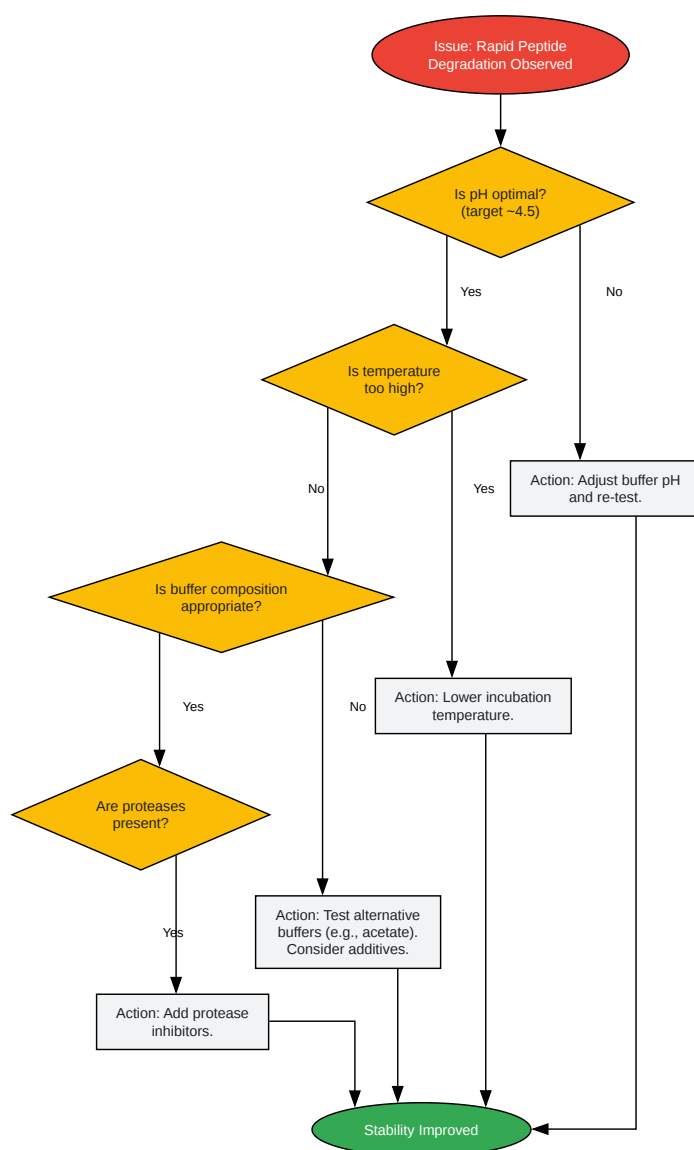 Issue: Rapid Peptide
Degradation Observed
Is pH optimal?
(target ~4.5)
Yes
No
Is temperature
too high?
No
Yes
Action: Adjust buffer pH
and re-test.
Is buffer composition
appropriate?
Yes
No
Action: Lower incubation
temperature.
Are proteases
present?
Yes
Action: Test alternative
buffers (e.g., acetate).
Consider additives.
Action: Add protease
inhibitors.
Stability Improved